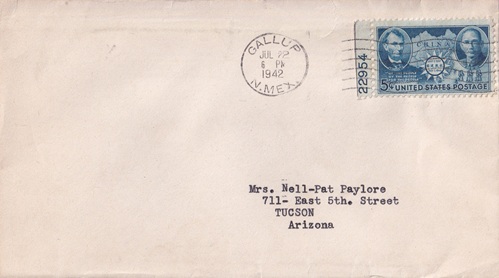 GALLUP
JUL 22
6 PM
1942
N.MEX.
22954
CHINA
5¢ UNITED STATES POSTAGE
Mrs. Nell-Pat Paylore
711- East 5th. Street
TUCSON
Arizona